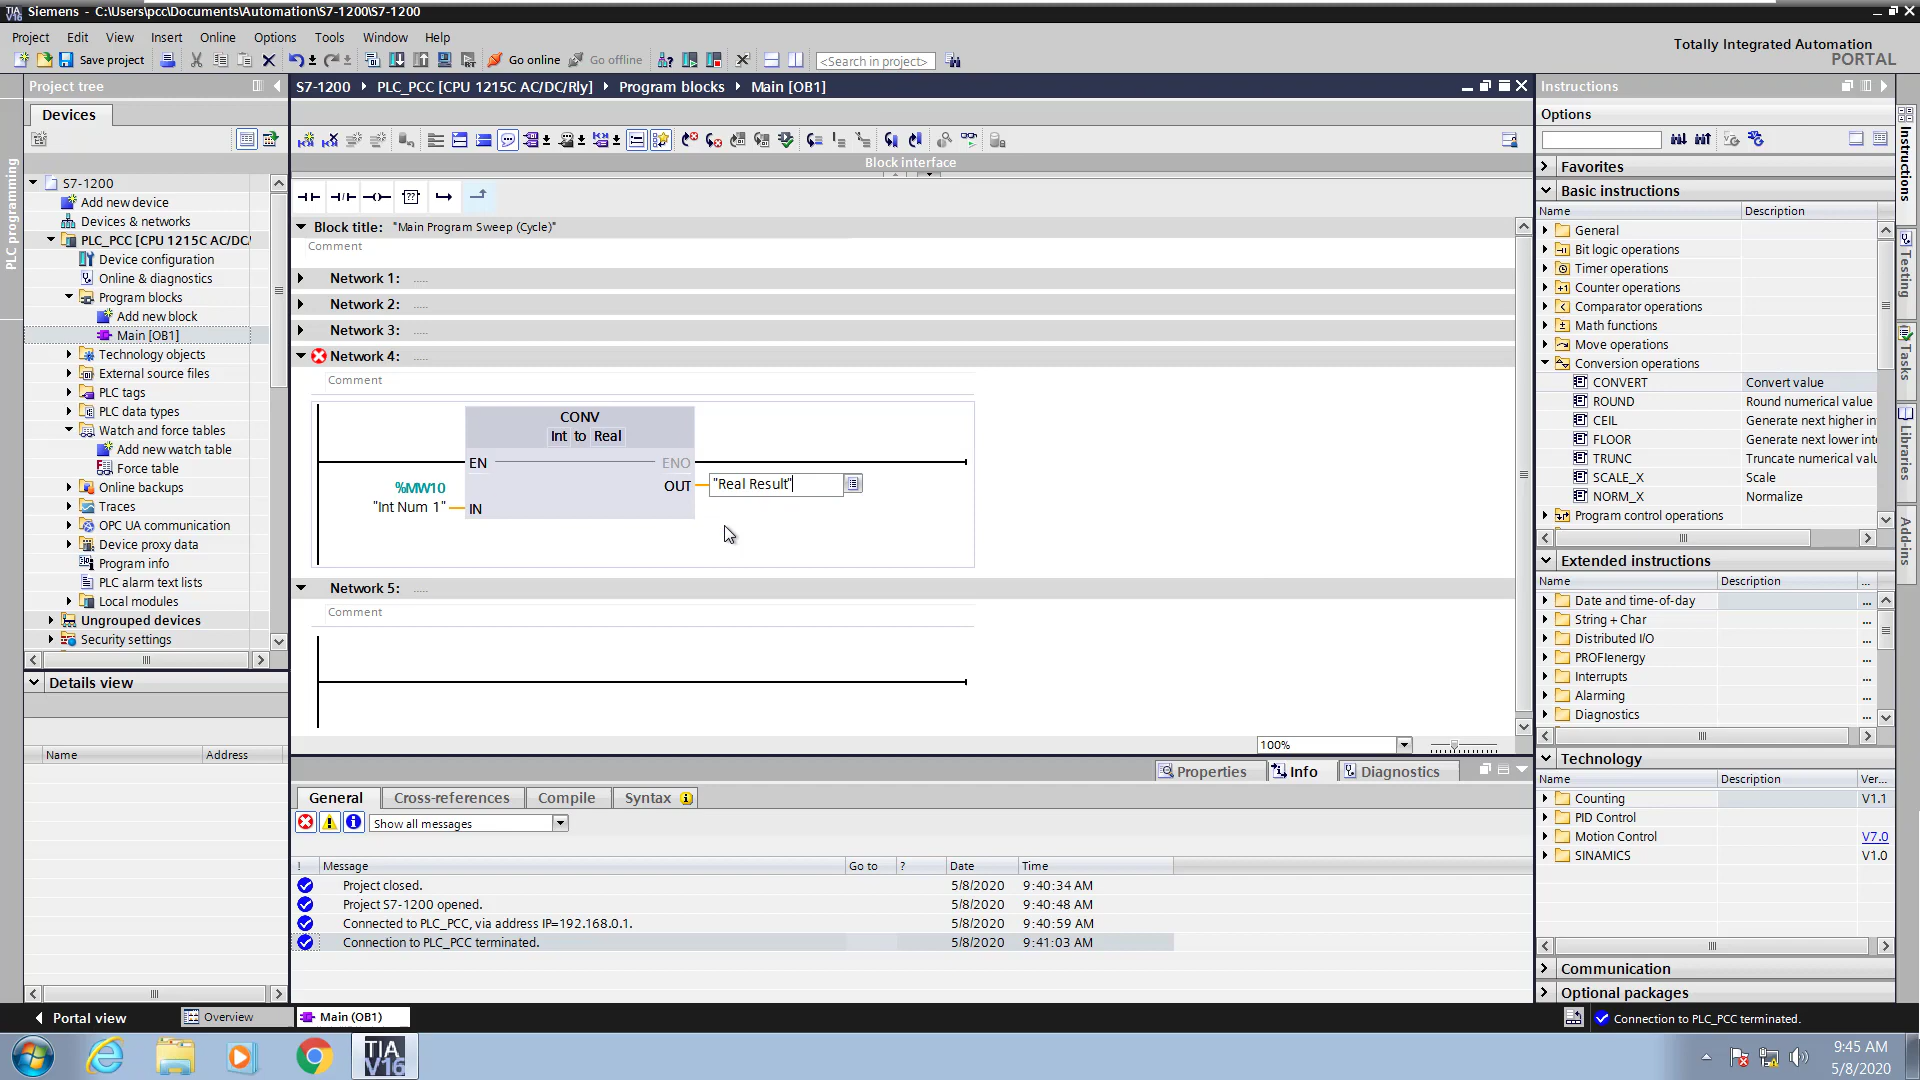 Siemens - C:\Users\pcc\Documents\Automation\S7-1200\S7-1200
Project Edit View Insert Online Options Tools Window Help
Totally Integrated Automation
PORTAL
Save project
Go online
Go offline
<Search in project>
Project tree
S7-1200 PLC_PCC [CPU 1215C AC/DC/Rly] Program blocks Main [OB1]
Instructions
Devices
Options
PLC programming
Block interface
S7-1200
Add new device
Devices & networks
PLC_PCC [CPU 1215C AC/DC/
Device configuration
Online & diagnostics
Program blocks
Add new block
Main [OB1]
Technology objects
External source files
PLC tags
PLC data types
Watch and force tables
Add new watch table
Force table
Online backups
Traces
OPC UA communication
Device proxy data
Program info
PLC alarm text lists
Local modules
Ungrouped devices
Security settings
Details view
Name Address
Block title: "Main Program Sweep (Cycle)"
Comment
Network 1: .....
Network 2: .....
Network 3: .....
Network 4: .....
Comment
CONV
Int to Real
EN ENO
%MW10
"Int Num 1" IN
OUT "Real Result"
Network 5: .....
Comment
100%
Properties Info Diagnostics
General Cross-references Compile Syntax
Show all messages
! Message Go to ? Date Time
Project closed. 5/8/2020 9:40:34 AM
Project S7-1200 opened. 5/8/2020 9:40:48 AM
Connected to PLC_PCC, via address IP=192.168.0.1. 5/8/2020 9:40:59 AM
Connection to PLC_PCC terminated. 5/8/2020 9:41:03 AM
Favorites
Basic instructions
Name Description
General
Bit logic operations
Timer operations
Counter operations
Comparator operations
Math functions
Move operations
Conversion operations
CONVERT Convert value
ROUND Round numerical value
CEIL Generate next higher in
FLOOR Generate next lower inte
TRUNC Truncate numerical valu
SCALE_X Scale
NORM_X Normalize
Program control operations
Extended instructions
Name Description ...
Date and time-of-day ...
String + Char ...
Distributed I/O ...
PROFIenergy ...
Interrupts ...
Alarming ...
Diagnostics ...
Technology
Name Description Ver...
Counting V1.1
PID Control
Motion Control V7.0
SINAMICS V1.0
Communication
Optional packages
Instructions
Testing
Tasks
Libraries
Add-ins
Portal view
Overview
Main (OB1)
Connection to PLC_PCC terminated.
TIA
V16
9:45 AM
5/8/2020